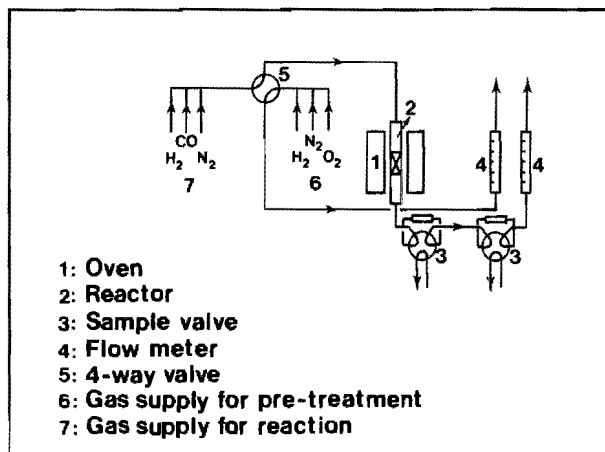 5
2
CO
N₂
H₂ N₂
H₂ O₂
1
4 4
7
6
3 3
1: Oven
2: Reactor
3: Sample valve
4: Flow meter
5: 4-way valve
6: Gas supply for pre-treatment
7: Gas supply for reaction